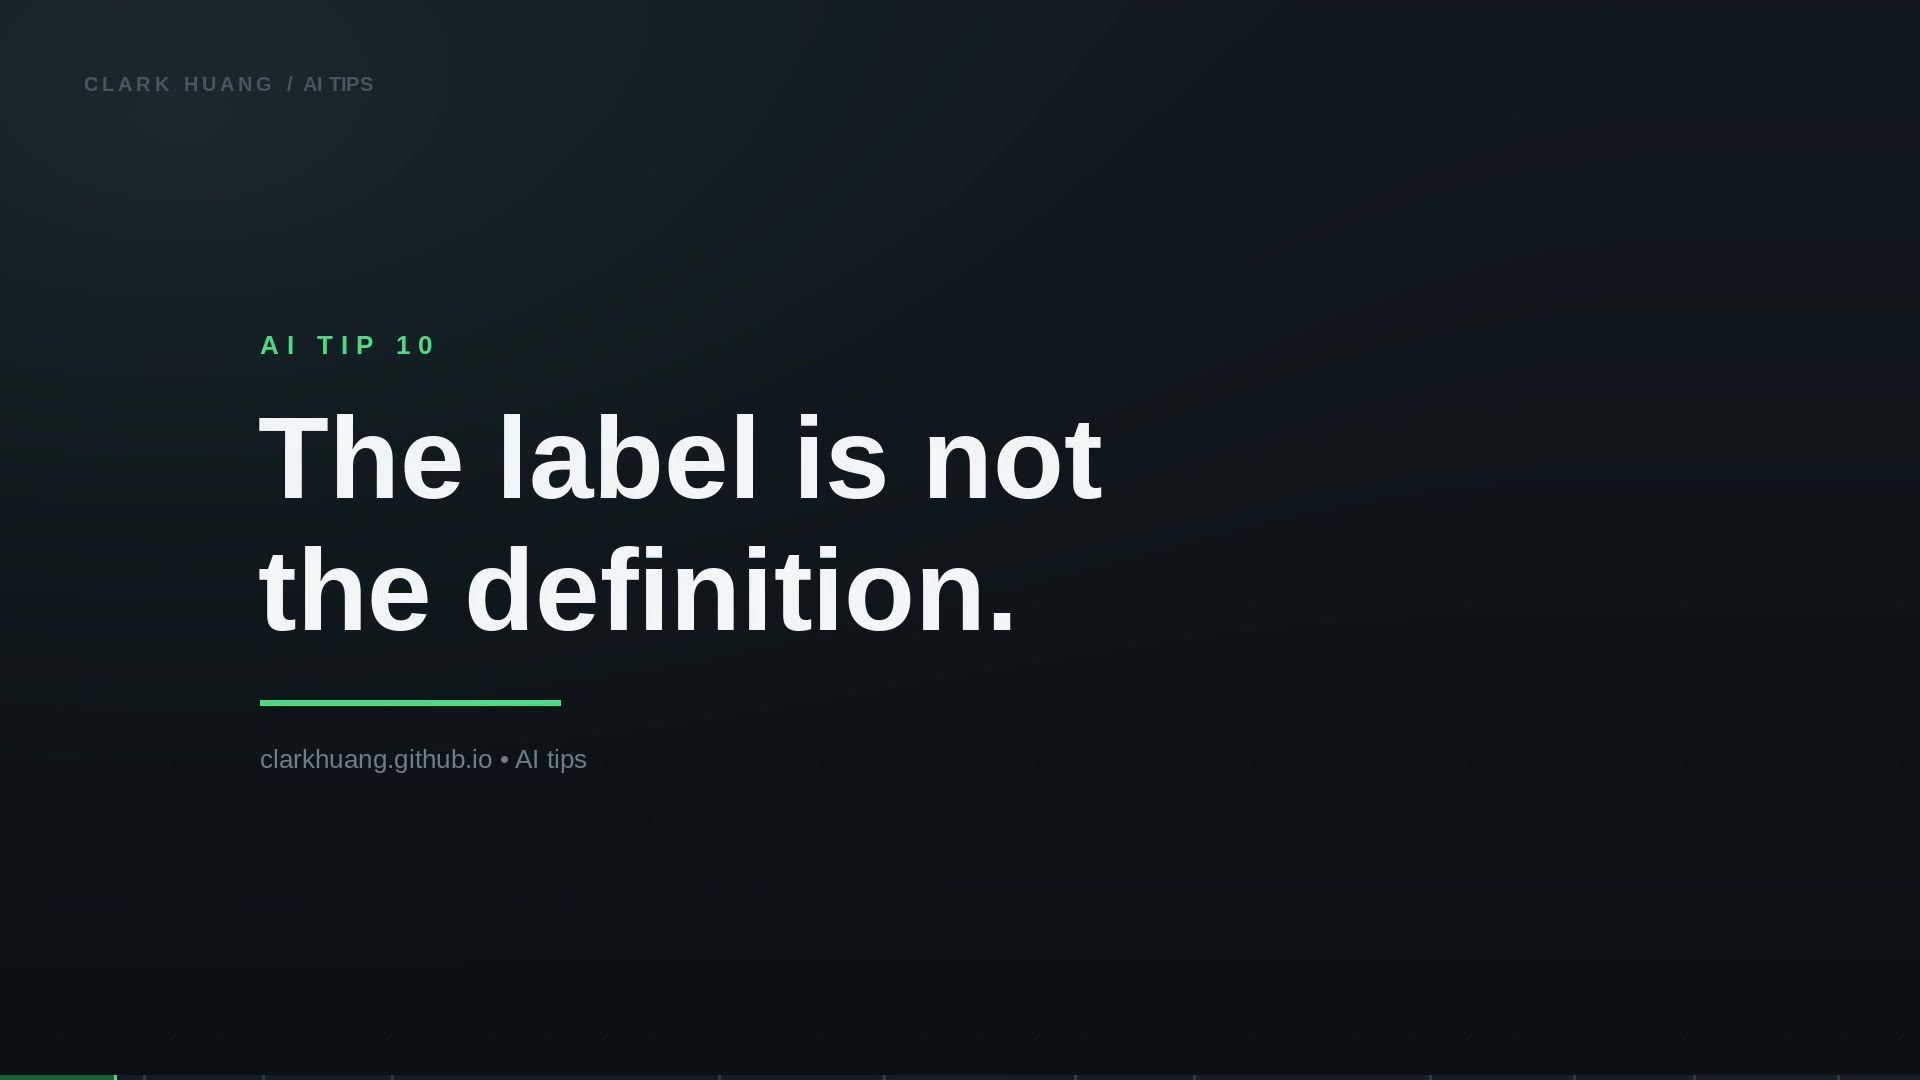 CLARK HUANG / AI TIPS
AI TIP 10
The label is not
the definition.
clarkhuang.github.io • AI tips